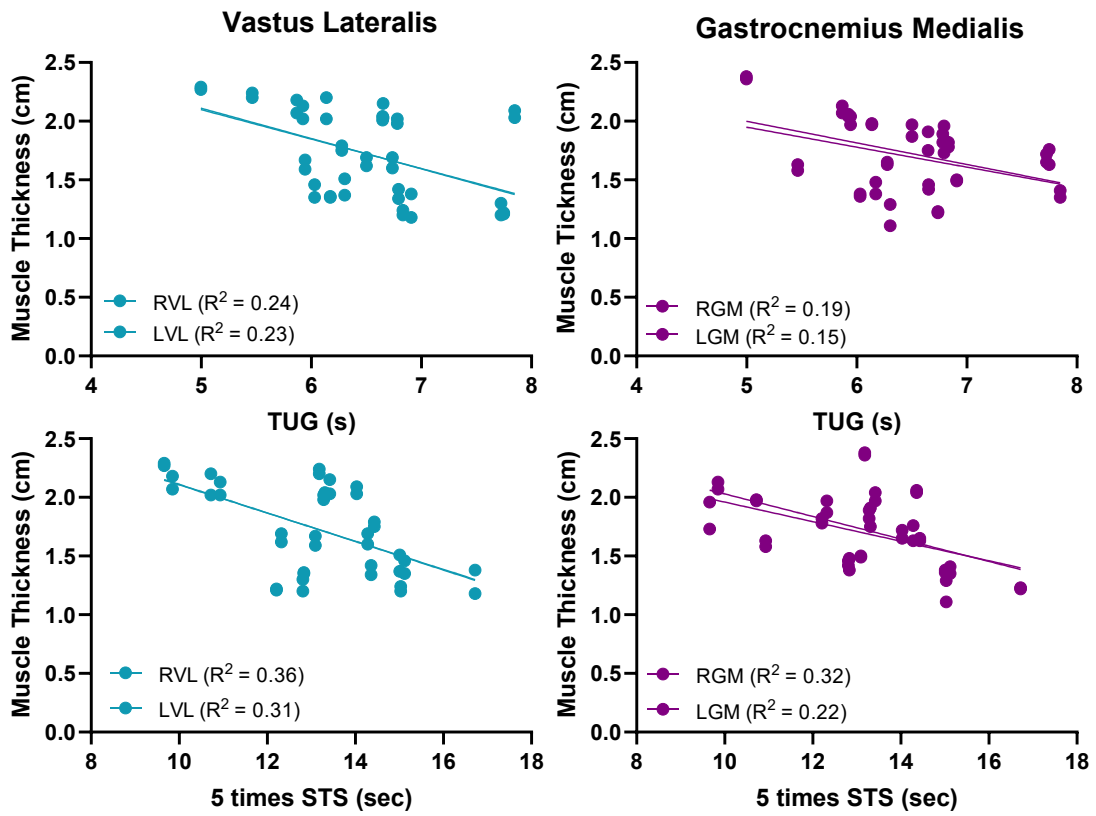 Vastus Lateralis
Muscle Thickness (cm)
2.5
2.0
1.5
1.0
0.5
0.0
RVL (R² = 0.24)
LVL (R² = 0.23)
4 5 6 7 8
TUG (s)
Gastrocnemius Medialis
Muscle Tickness (cm)
2.5
2.0
1.5
1.0
0.5
0.0
RGM (R² = 0.19)
LGM (R² = 0.15)
4 5 6 7 8
TUG (s)
Muscle Thickness (cm)
2.5
2.0
1.5
1.0
0.5
0.0
RVL (R² = 0.36)
LVL (R² = 0.31)
8 10 12 14 16 18
5 times STS (sec)
Muscle Thickness (cm)
2.5
2.0
1.5
1.0
0.5
0.0
RGM (R² = 0.32)
LGM (R² = 0.22)
8 10 12 14 16 18
5 times STS (sec)